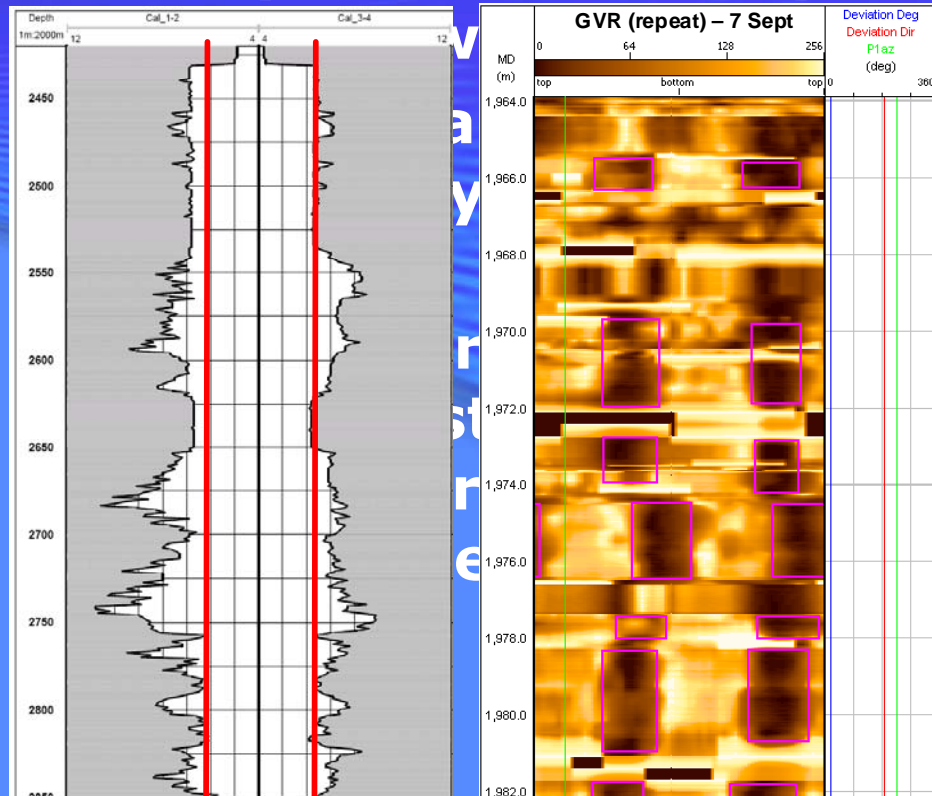 Depth Cal_1-2 Cal_3-4
1m:2000m 12 4 4 12
2450
2500
2550
2600
2650
2700
2750
2800
v
a
y
st
e
GVR (repeat) – 7 Sept
MD
(m)
0 64 128 256
top bottom top
Deviation Deg
Deviation Dir
P1az
(deg)
0 360
1,964.0
1,966.0
1,968.0
1,970.0
1,972.0
1,974.0
1,976.0
1,978.0
1,980.0
1,982.0